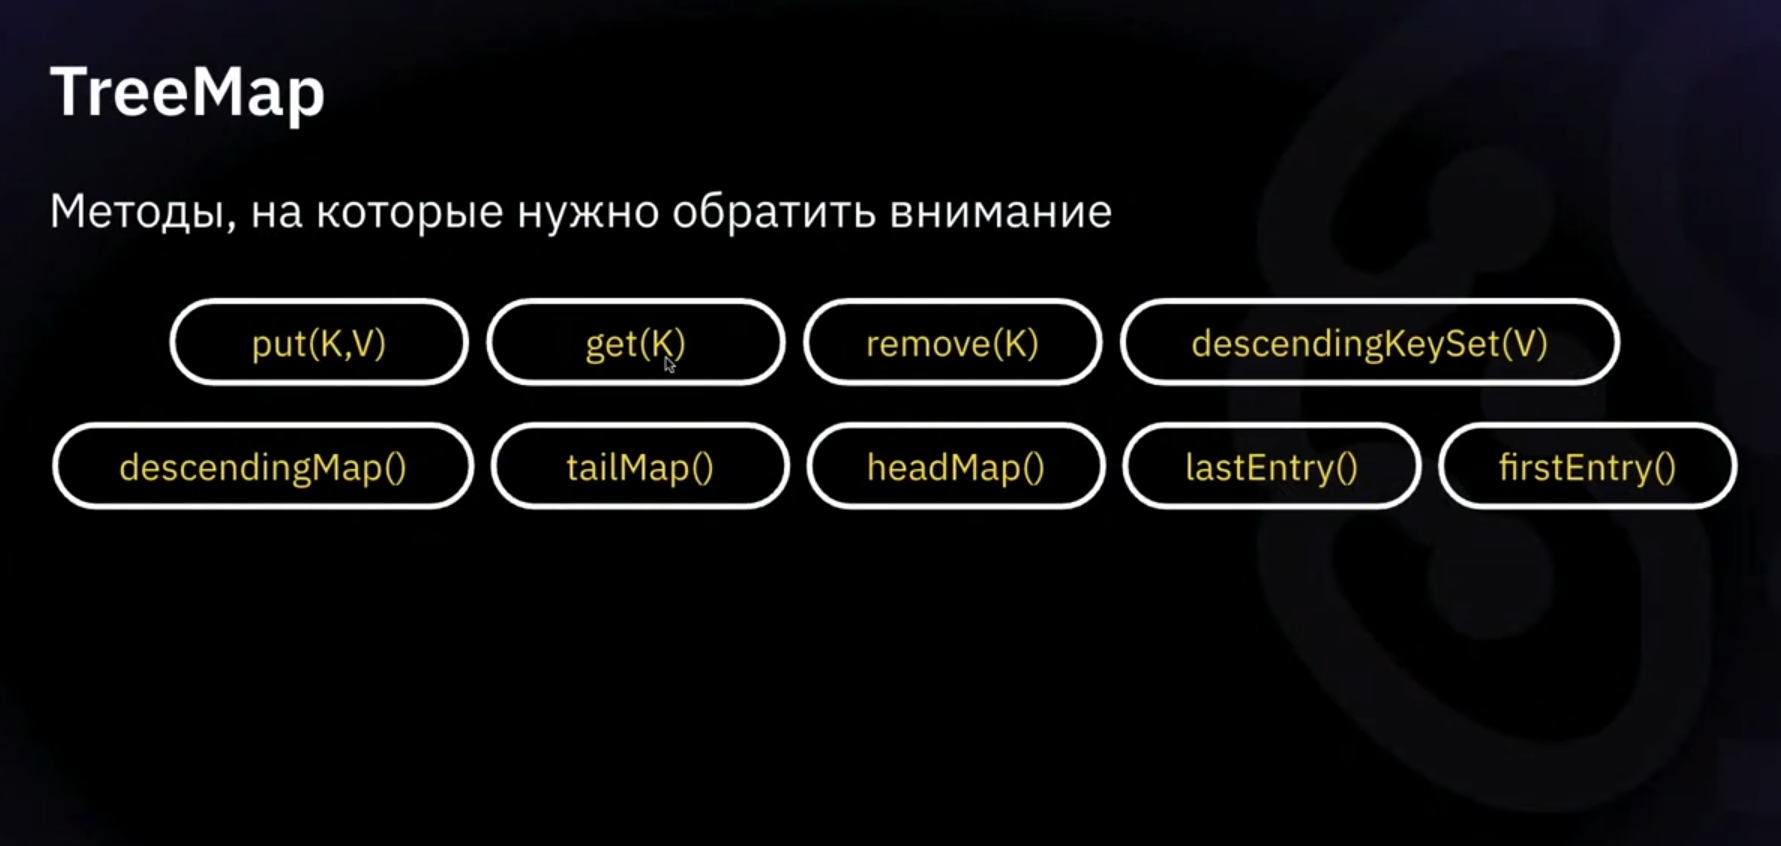 TreeMap
Методы, на которые нужно обратить внимание
put(K,V) get(K) remove(K) descendingKeySet(V)
descendingMap() tailMap() headMap() lastEntry() firstEntry()